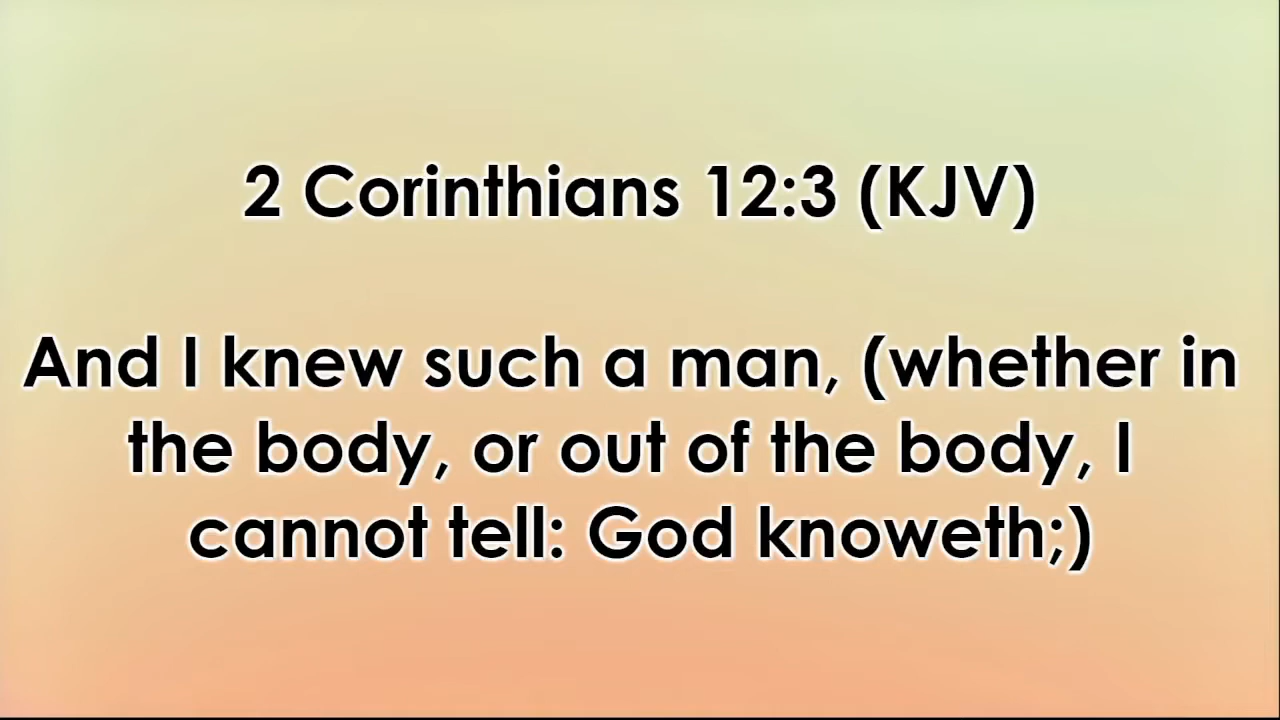 2 Corinthians 12:3 (KJV)
And I knew such a man, (whether in
the body, or out of the body, I
cannot tell: God knoweth;)